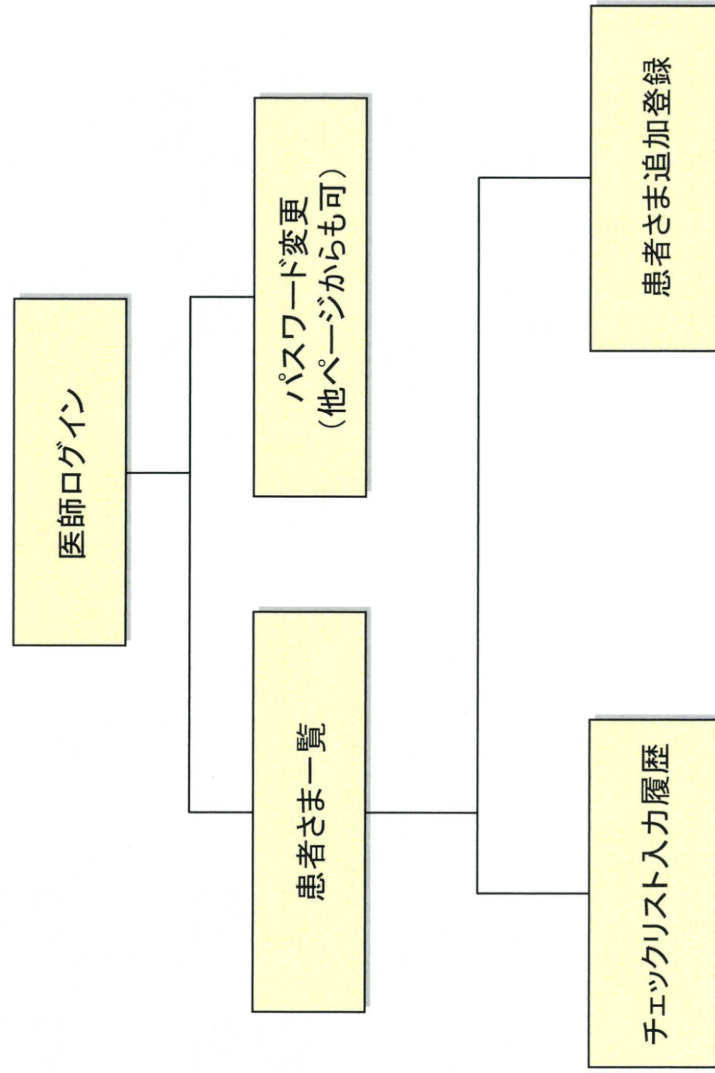 医師ログイン
患者さま一覧
パスワード変更
（他ページからも可）
チェックリスト入力履歴
患者さま追加登録